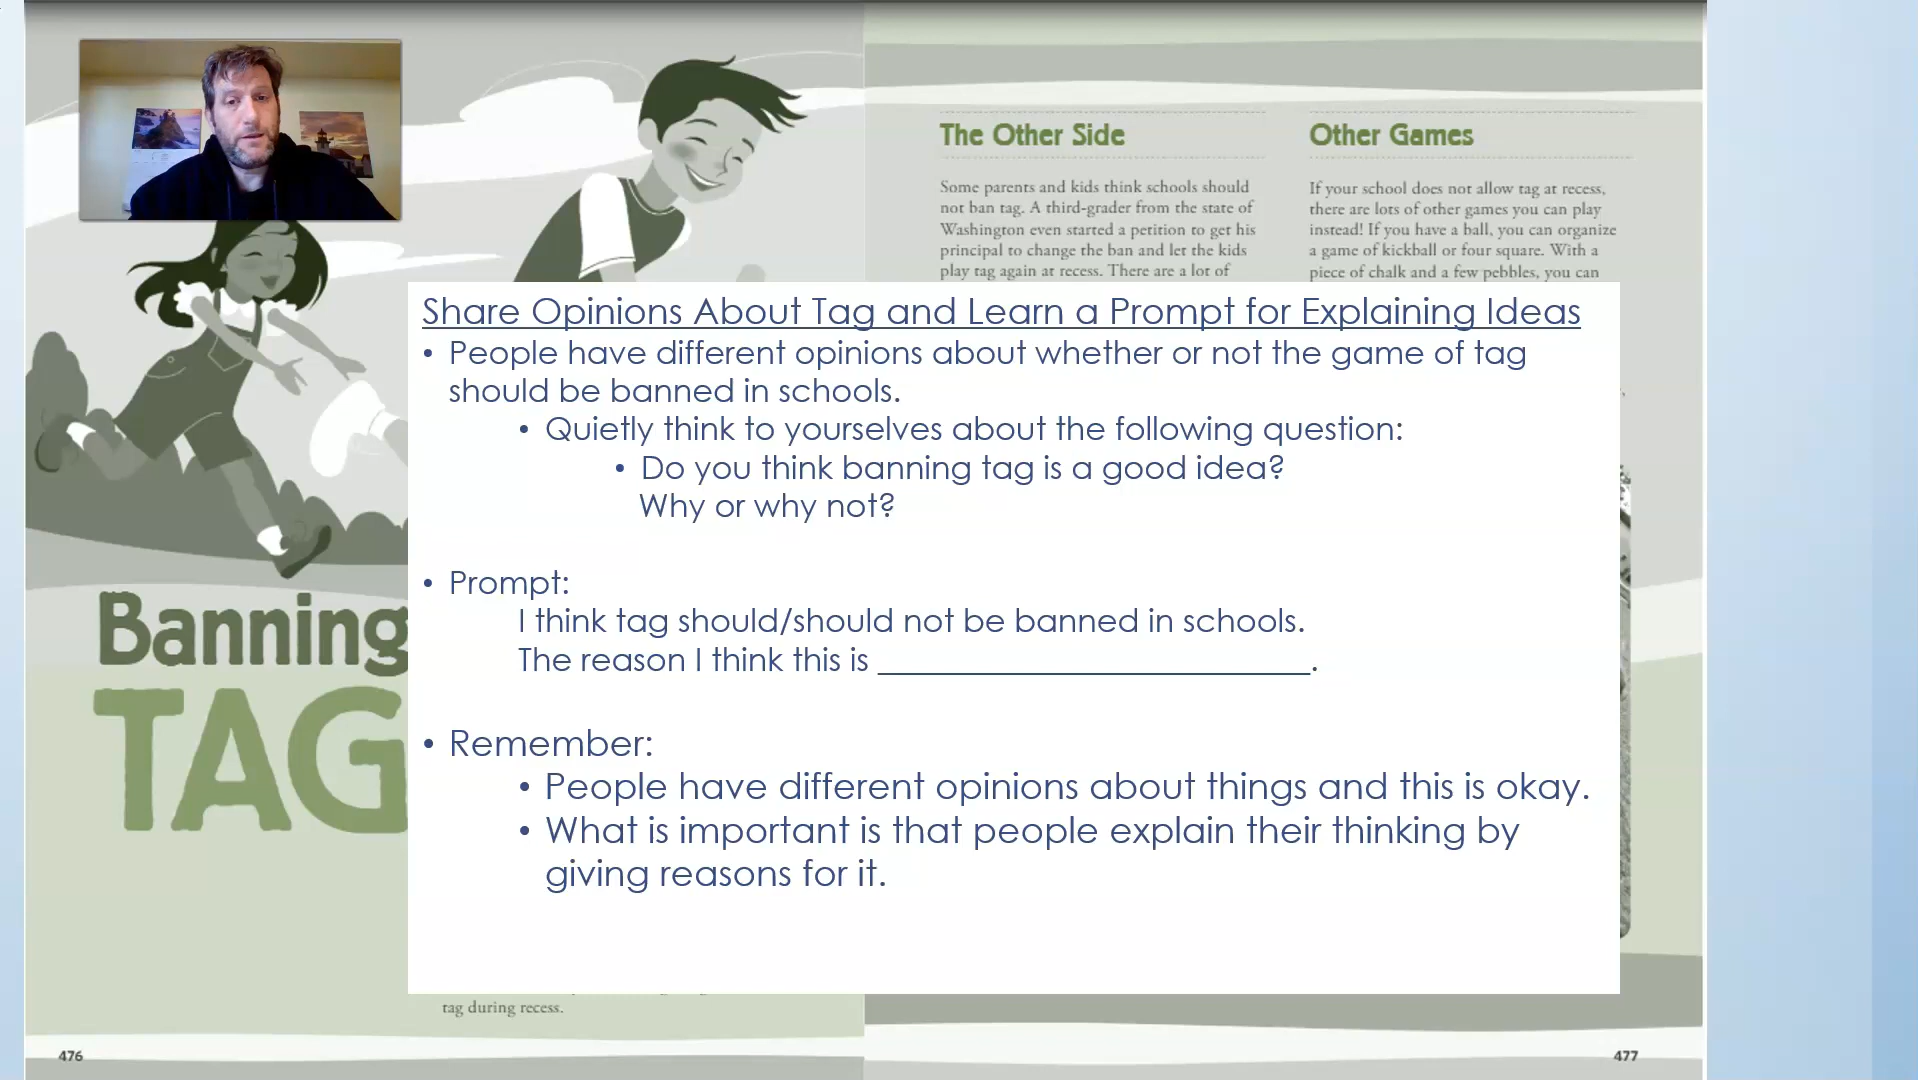 The Other Side
Some parents and kids think schools should
not ban tag. A third-grader from the state of
Washington even started a petition to get his
principal to change the ban and let the kids
play tag again at recess. There are a lot of
Other Games
If your school does not allow tag at recess,
there are lots of other games you can play
instead! If you have a ball, you can organize
a game of kickball or four square. With a
piece of chalk and a few pebbles, you can
Share Opinions About Tag and Learn a Prompt for Explaining Ideas
• People have different opinions about whether or not the game of tag
should be banned in schools.
• Quietly think to yourselves about the following question:
• Do you think banning tag is a good idea?
Why or why not?
• Prompt:
I think tag should/should not be banned in schools.
The reason I think this is ________________________.
• Remember:
• People have different opinions about things and this is okay.
• What is important is that people explain their thinking by
giving reasons for it.
Banning
TAG
tag during recess.
476
477